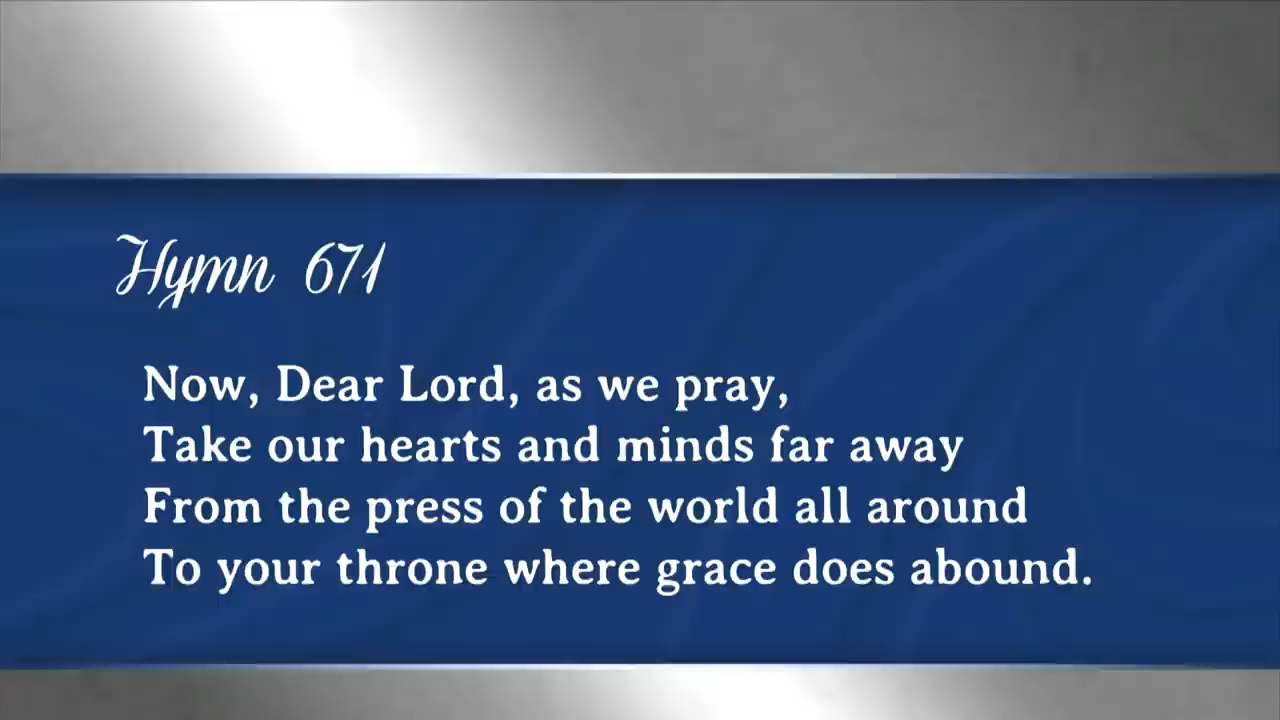 Hymn 671
Now, Dear Lord, as we pray,
Take our hearts and minds far away
From the press of the world all around
To your throne where grace does abound.